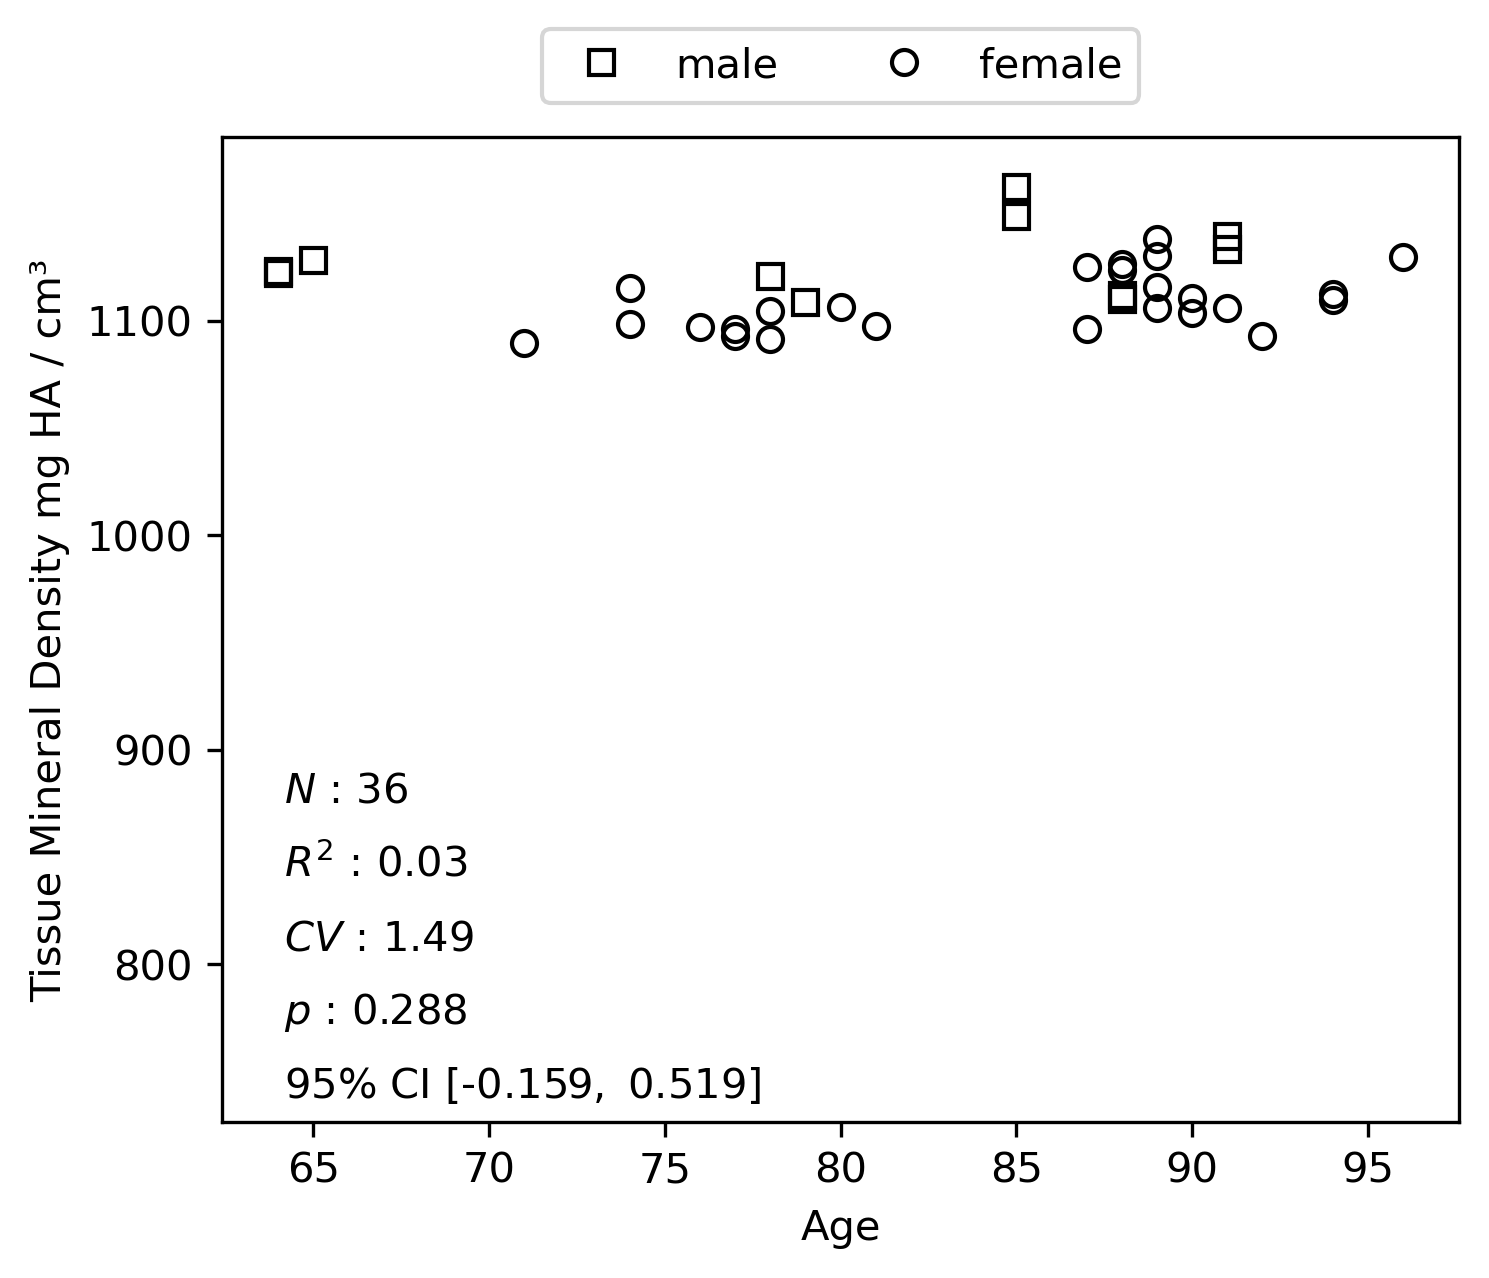 male female
Tissue Mineral Density mg HA / cm³
1100
1000
900
800
N : 36
R² : 0.03
CV : 1.49
p : 0.288
95% CI [-0.159, 0.519]
65 70 75 80 85 90 95
Age